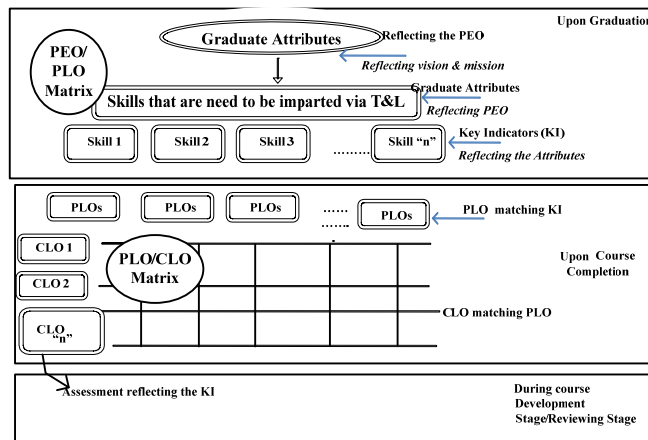 Upon Graduation
Graduate Attributes
Reflecting the PEO
PEO/
PLO
Matrix
Reflecting vision & mission
Graduate Attributes
Skills that are need to be imparted via T&L
Reflecting PEO
Skill 1
Skill 2
Skill 3
.........
Skill “n”
Key Indicators (KI)
Reflecting the Attributes
PLOs
PLOs
PLOs
......
......
PLOs
PLO matching KI
CLO 1
PLO/CLO
Matrix
Upon Course
Completion
CLO 2
CLO matching PLO
CLO
“n”
Assessment reflecting the KI
During course
Development
Stage/Reviewing Stage